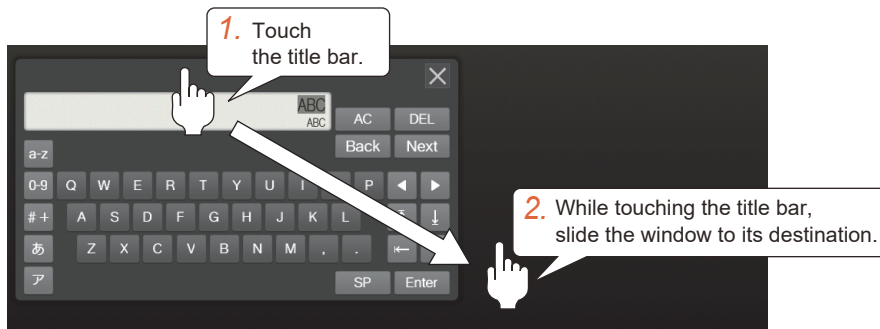 1. Touch
the title bar.
ABC
ABC
AC DEL
Back Next
a-z
0-9 Q W E R T Y U I P
#+ A S D F G H J K L
あ Z X C V B N M , .
ア SP Enter
2. While touching the title bar,
slide the window to its destination.